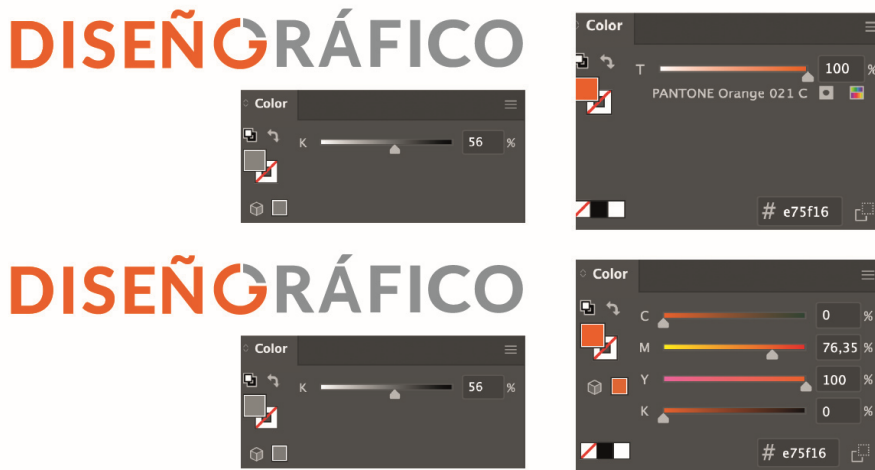 DISEÑGRÁFICO
Color
T 100 %
PANTONE Orange 021 C
# e75f16
Color
K 56 %
DISEÑGRÁFICO
Color
C 0 %
M 76,35 %
Y 100 %
K 0 %
# e75f16
Color
K 56 %